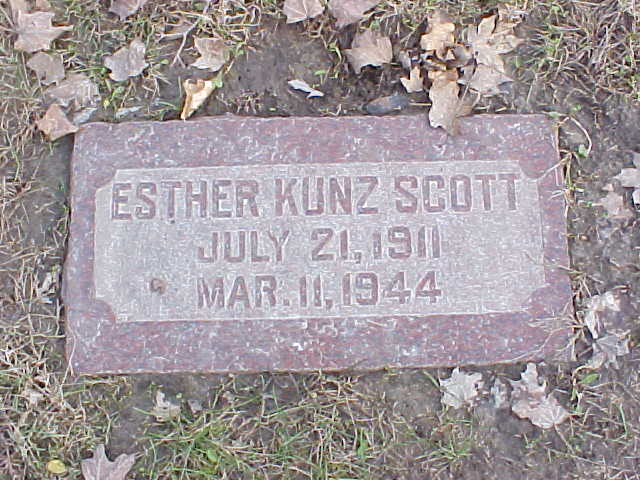 ESTHER KUNZ SCOTT
JULY 21, 1911
MAR. 11, 1944